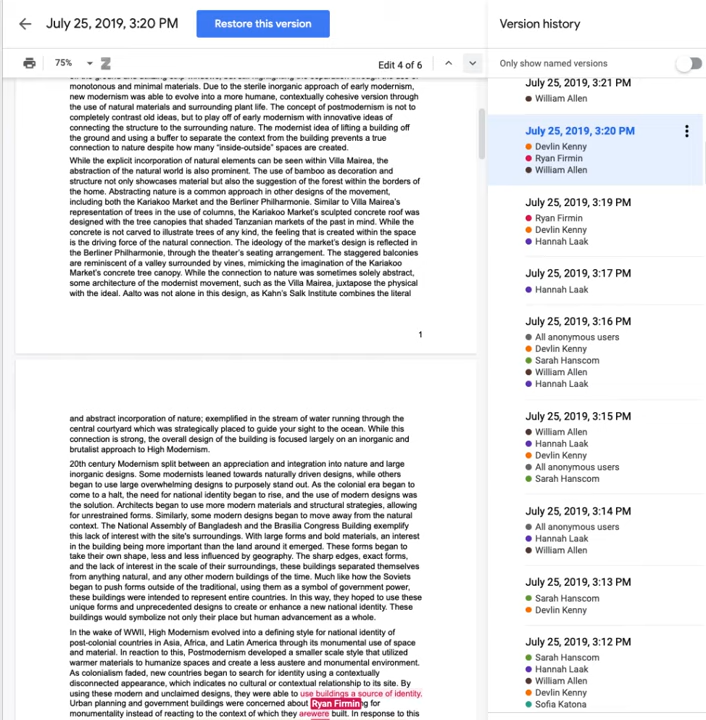 July 25, 2019, 3:20 PM
Restore this version
75%
Edit 4 of 6
monotonous and minimal materials. Due to the sterile inorganic approach of early modernism,
new modernism was able to evolve into a more humane, contextually cohesive version through
the use of natural materials and surrounding plant life. The concept of postmodernism is not to
completely contrast old ideas, but to play off of them with innovative ideas of
connecting the structure to the surrounding nature. The modernist idea of lifting a building off
the ground and using a buffer to separate the context from the building prevents a true
connection to nature despite how many “inside-outside” spaces are created.
While the explicit incorporation of natural elements can be seen within Villa Mairea, the
abstraction of the natural world is also prominent. The use of bamboo as decoration and
structure not only showcases material but also the suggestion of the forest within the borders of
the home. Abstracting nature is a common approach in other designs of the movement,
including both the Kariakoo Market and the Berliner Philharmonie. Similar to Villa Mairea's
representation of trees in the use of columns, the Kariakoo Market's sculpted concrete roof was
designed with the tree canopies that shaded Tanzanian markets of the past in mind. While the
concrete is not carved to illustrate trees of any kind, the feeling that is created within the space
is the driving force of the natural connection. The ideology of the market's design is reflected in
the Berliner Philharmonie, through the theater's seating arrangement. The staggered balconies
are reminiscent of a valley surrounded by vines, mimicking the imagination of the Kariakoo
Market's concrete tree canopy. While the connection to nature was sometimes solely abstract,
some architecture of the modernist movement, such as the Villa Mairea, juxtapose the physical
with the ideal. Aalto was not alone in this design, as Kahn's Salk Institute combines the literal
1
and abstract incorporation of nature; exemplified in the stream of water running through the
central courtyard which was strategically placed to guide your sight to the ocean. While this
connection is strong, the overall design of the building is focused largely on an inorganic and
brutalist approach to High Modernism.
20th century Modernism split between an appreciation and integration into nature and large
inorganic designs. Some modernists leaned towards naturally driven designs, while others
began to use large overwhelming designs to purposely stand out. As the colonial era began to
come to a halt, the need for national identity began to rise, and the use of modern designs was
the solution. Architects began to use more materials and structural strategies, allowing
for unrestrained forms. Similarly, some modern designs began to move away from the natural
context. The National Assembly of Bangladesh and the Brasilia Congress Building exemplify
this lack of interest with the site's surroundings. With large forms and bold materials, an interest
in the building being more important than the land around it emerged. These forms began to
take their own shape, less and less influenced by geography. The sharp edges, exact forms,
and the lack of interest in the scale of their surroundings, these buildings separated themselves
from anything natural, and any other modern buildings of the time. Much like how the Soviets
began to push forms outside of the traditional, using them as a symbol of government power,
these buildings were intended to represent entire countries. In this way, they hoped to use these
unique forms and unprecedented designs to create or enhance a new national identity. These
buildings would symbolize not only their place but human advancement as a whole.
In the wake of WWII, High Modernism evolved into a defining style for national identity of
post-colonial countries in Asia, Africa, and Latin America through its monumental use of space
and material. In reaction to this, Postmodernism developed a smaller scale style that utilized
warmer materials to humanize spaces and create a less austere and monumental environment.
As colonialism faded, new countries began to search for identity using a contextually
disconnected appearance, which indicates no cultural or contextual relationship to its site. By
using these modern and unclaimed designs, they were able to use buildings a source of identity.
Urban planning and government buildings were concerned about Ryan Firmin g for
monumentality instead of reacting to the context of which they arewere built. In response to this
Version history
Only show named versions
July 25, 2019, 3:21 PM
William Allen
July 25, 2019, 3:20 PM
Devlin Kenny
Ryan Firmin
William Allen
July 25, 2019, 3:19 PM
Ryan Firmin
Devlin Kenny
Hannah Laak
July 25, 2019, 3:17 PM
Hannah Laak
July 25, 2019, 3:16 PM
All anonymous users
Devlin Kenny
Sarah Hanscom
William Allen
Hannah Laak
July 25, 2019, 3:15 PM
William Allen
Hannah Laak
Devlin Kenny
All anonymous users
Sarah Hanscom
July 25, 2019, 3:14 PM
All anonymous users
Hannah Laak
William Allen
July 25, 2019, 3:13 PM
Sarah Hanscom
Devlin Kenny
July 25, 2019, 3:12 PM
Sarah Hanscom
Hannah Laak
William Allen
Devlin Kenny
Sofia Katona